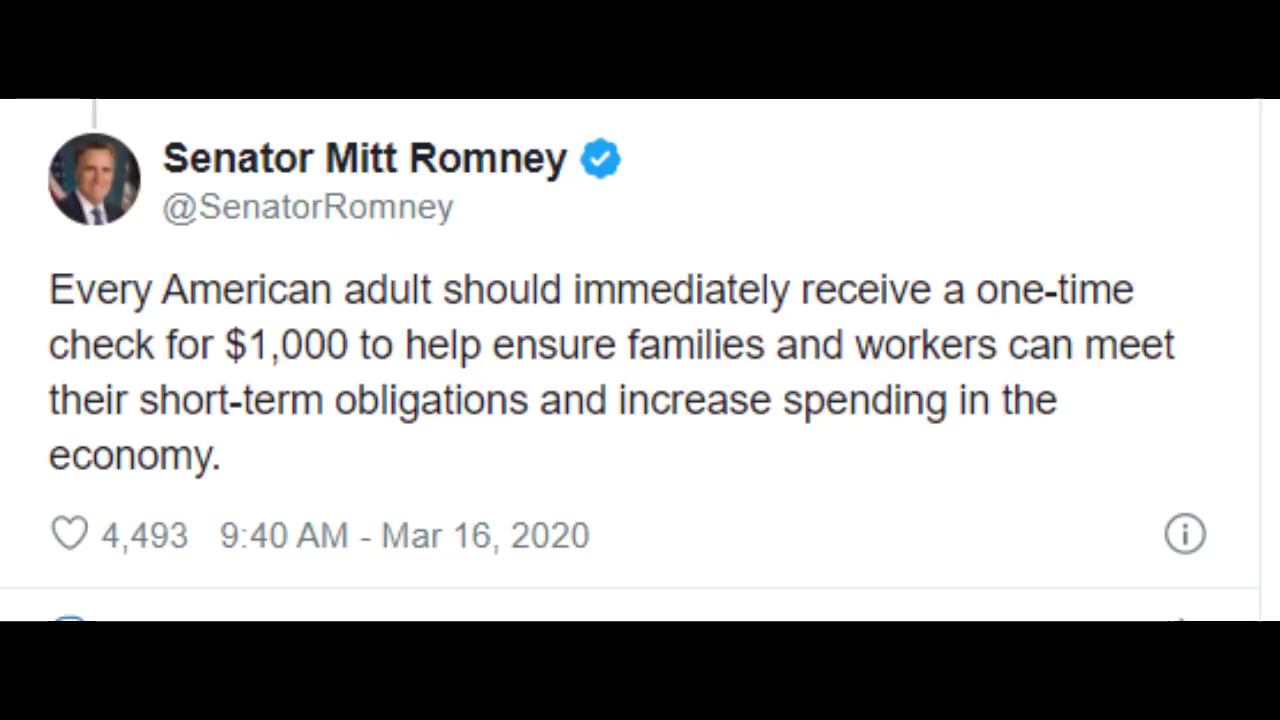 Senator Mitt Romney
@SenatorRomney
Every American adult should immediately receive a one-time
check for $1,000 to help ensure families and workers can meet
their short-term obligations and increase spending in the
economy.
4,493 9:40 AM - Mar 16, 2020